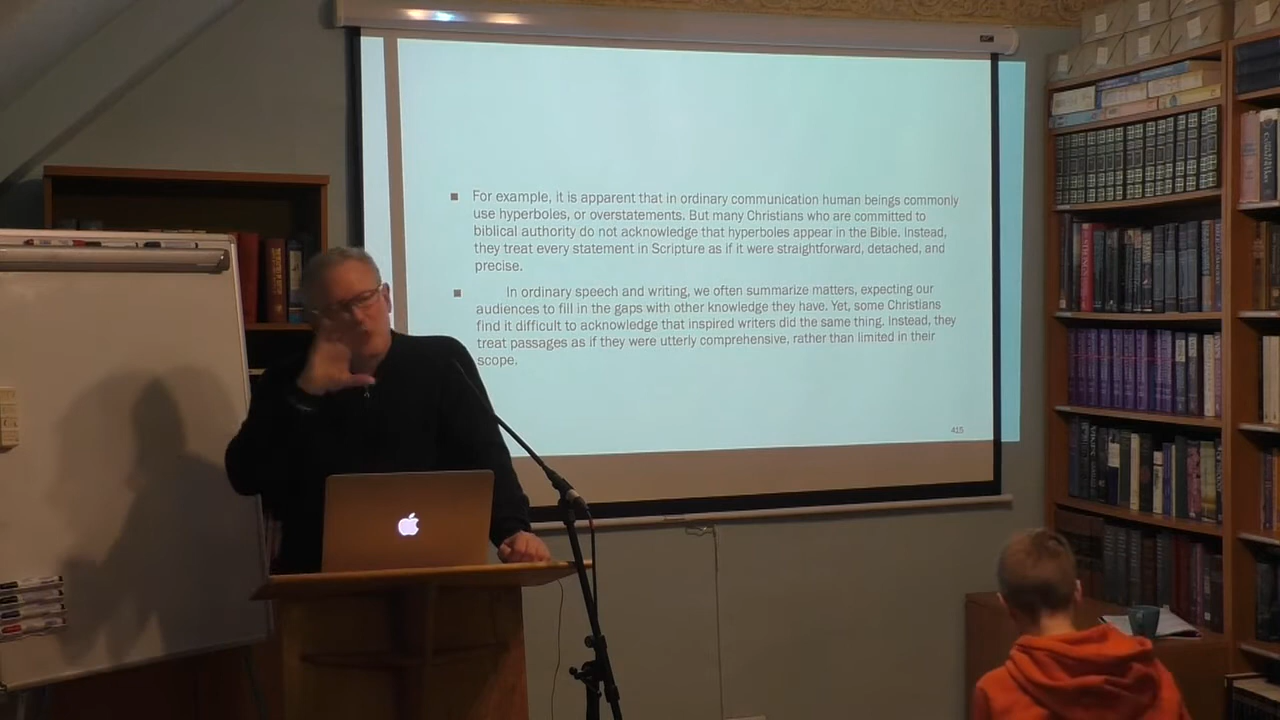 For example, it is apparent that in ordinary communication human beings commonly
use hyperboles, or overstatements. But many Christians who are committed to
biblical authority do not acknowledge that hyperboles appear in the Bible. Instead,
they treat every statement in Scripture as if it were straightforward, detached, and
precise.
In ordinary speech and writing, we often summarize matters, expecting our
audiences to fill in the gaps with other knowledge they have. Yet, some Christians
find it difficult to acknowledge that inspired writers did the same thing. Instead, they
treat passages as if they were utterly comprehensive, rather than limited in their
scope.
415